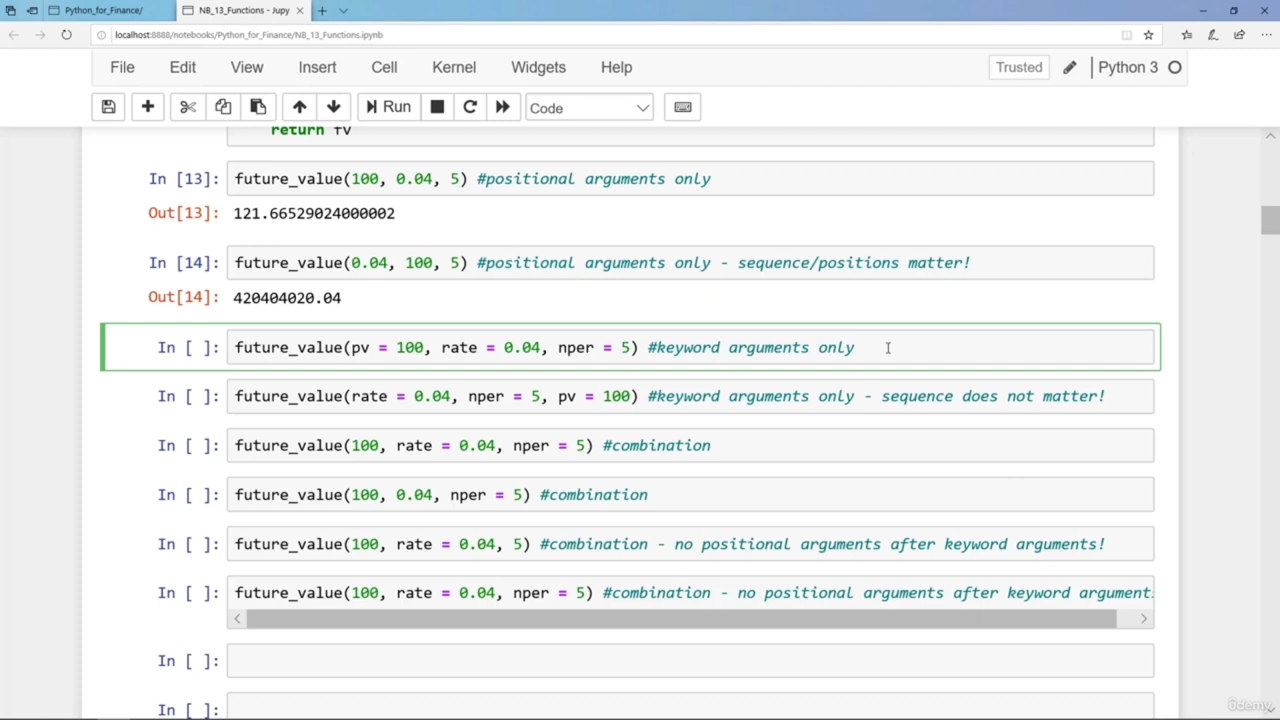 Python_for_Finance/
NB_13_Functions - Jupy
localhost:8888/notebooks/Python_for_Finance/NB_13_Functions.ipynb
File Edit View Insert Cell Kernel Widgets Help Trusted Python 3
Run Code
return fv
In [13]: future_value(100, 0.04, 5) #positional arguments only
Out[13]: 121.66529024000002
In [14]: future_value(0.04, 100, 5) #positional arguments only - sequence/positions matter!
Out[14]: 420404020.04
In [ ]: future_value(pv = 100, rate = 0.04, nper = 5) #keyword arguments only
In [ ]: future_value(rate = 0.04, nper = 5, pv = 100) #keyword arguments only - sequence does not matter!
In [ ]: future_value(100, rate = 0.04, nper = 5) #combination
In [ ]: future_value(100, 0.04, nper = 5) #combination
In [ ]: future_value(100, rate = 0.04, 5) #combination - no positional arguments after keyword arguments!
In [ ]: future_value(100, rate = 0.04, nper = 5) #combination - no positional arguments after keyword arguments
In [ ]:
In [ ]:
ûdemy